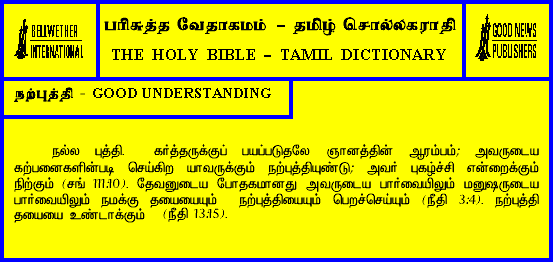 BELLWETHER
INTERNATIONAL
பரிசுத்த வேதாகமம் - தமிழ் சொல்லகராதி
THE HOLY BIBLE - TAMIL DICTIONARY
GOOD NEWS
PUBLISHERS
நற்புத்தி - GOOD UNDERSTANDING
நல்ல புத்தி. கர்த்தருக்குப் பயப்படுதலே ஞானத்தின் ஆரம்பம்; அவருடைய
கற்பனைகளின்படி செய்கிற யாவருக்கும் நற்புத்தியுண்டு; அவர் புகழ்ச்சி என்றைக்கும்
நிற்கும் (சங் 111:10). தேவனுடைய போதகமானது அவருடைய பார்வையிலும் மனுஷருடைய
பார்வையிலும் நமக்கு தயையையும் நற்புத்தியையும் பெறச்செய்யும் (நீதி 3:4). நற்புத்தி
தயையை உண்டாக்கும் (நீதி 13:15).